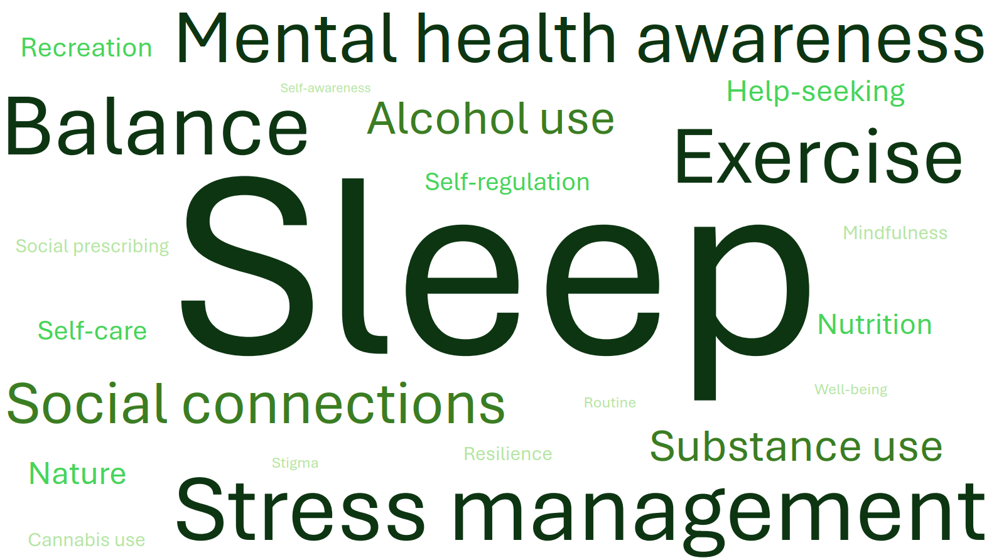 Mental health awareness
Recreation
Self-awareness
Help-seeking
Balance
Alcohol use
Exercise
Self-regulation
Sleep
Social prescribing
Mindfulness
Self-care
Nutrition
Social connections
Routine
Well-being
Substance use
Nature
Stigma
Resilience
Stress management
Cannabis use